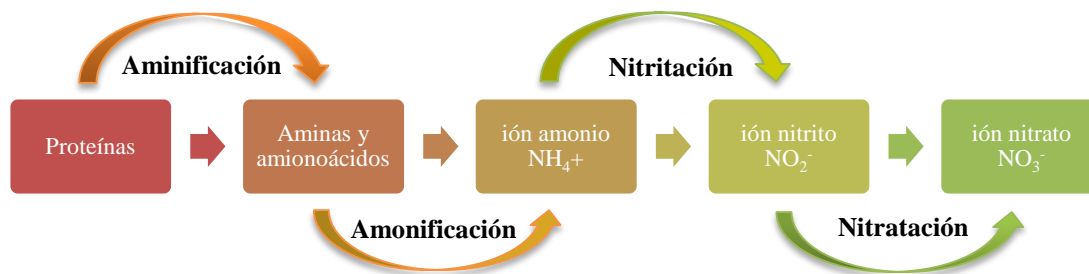 Aminificación
Nitritación
Proteínas
Aminas y
amionoácidos
ión amonio
NH₄+
ión nitrito
NO₂⁻
ión nitrato
NO₃⁻
Amonificación
Nitratación